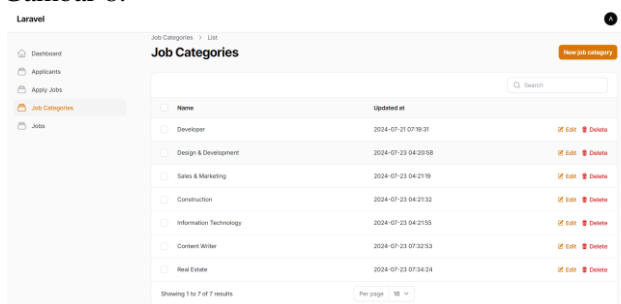 Laravel
A
Job Categories > List
Job Categories
New job category
Dashboard
Applicants
Apply Jobs
Job Categories
Jobs
Search
Name Updated at
Developer 2024-07-21 07:19:31 Edit Delete
Design & Development 2024-07-23 04:20:58 Edit Delete
Sales & Marketing 2024-07-23 04:21:19 Edit Delete
Construction 2024-07-23 04:21:32 Edit Delete
Information Technology 2024-07-23 04:21:55 Edit Delete
Content Writer 2024-07-23 07:32:53 Edit Delete
Real Estate 2024-07-23 07:34:24 Edit Delete
Showing 1 to 7 of 7 results Per page 10